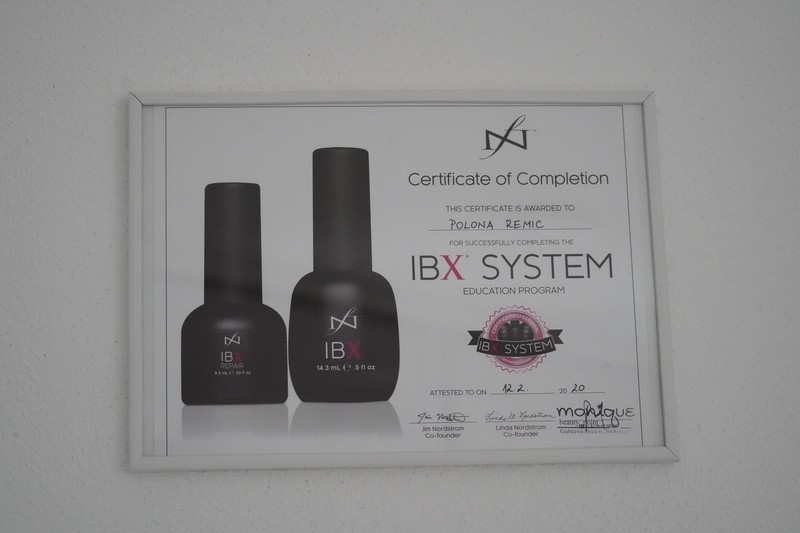 Certificate of Completion
THIS CERTIFICATE IS AWARDED TO
POLONA REMIC
FOR SUCCESSFULLY COMPLETING THE
IBX® SYSTEM
EDUCATION PROGRAM
IBX SYSTEM
ATTESTED TO ON 12.2. 20 20
Jim Nordstrom
Co-founder
Linda Nordstrom
Co-founder
monique
beauty
IBX
REPAIR
IBX
14.3 mL ℮ .5 fl oz